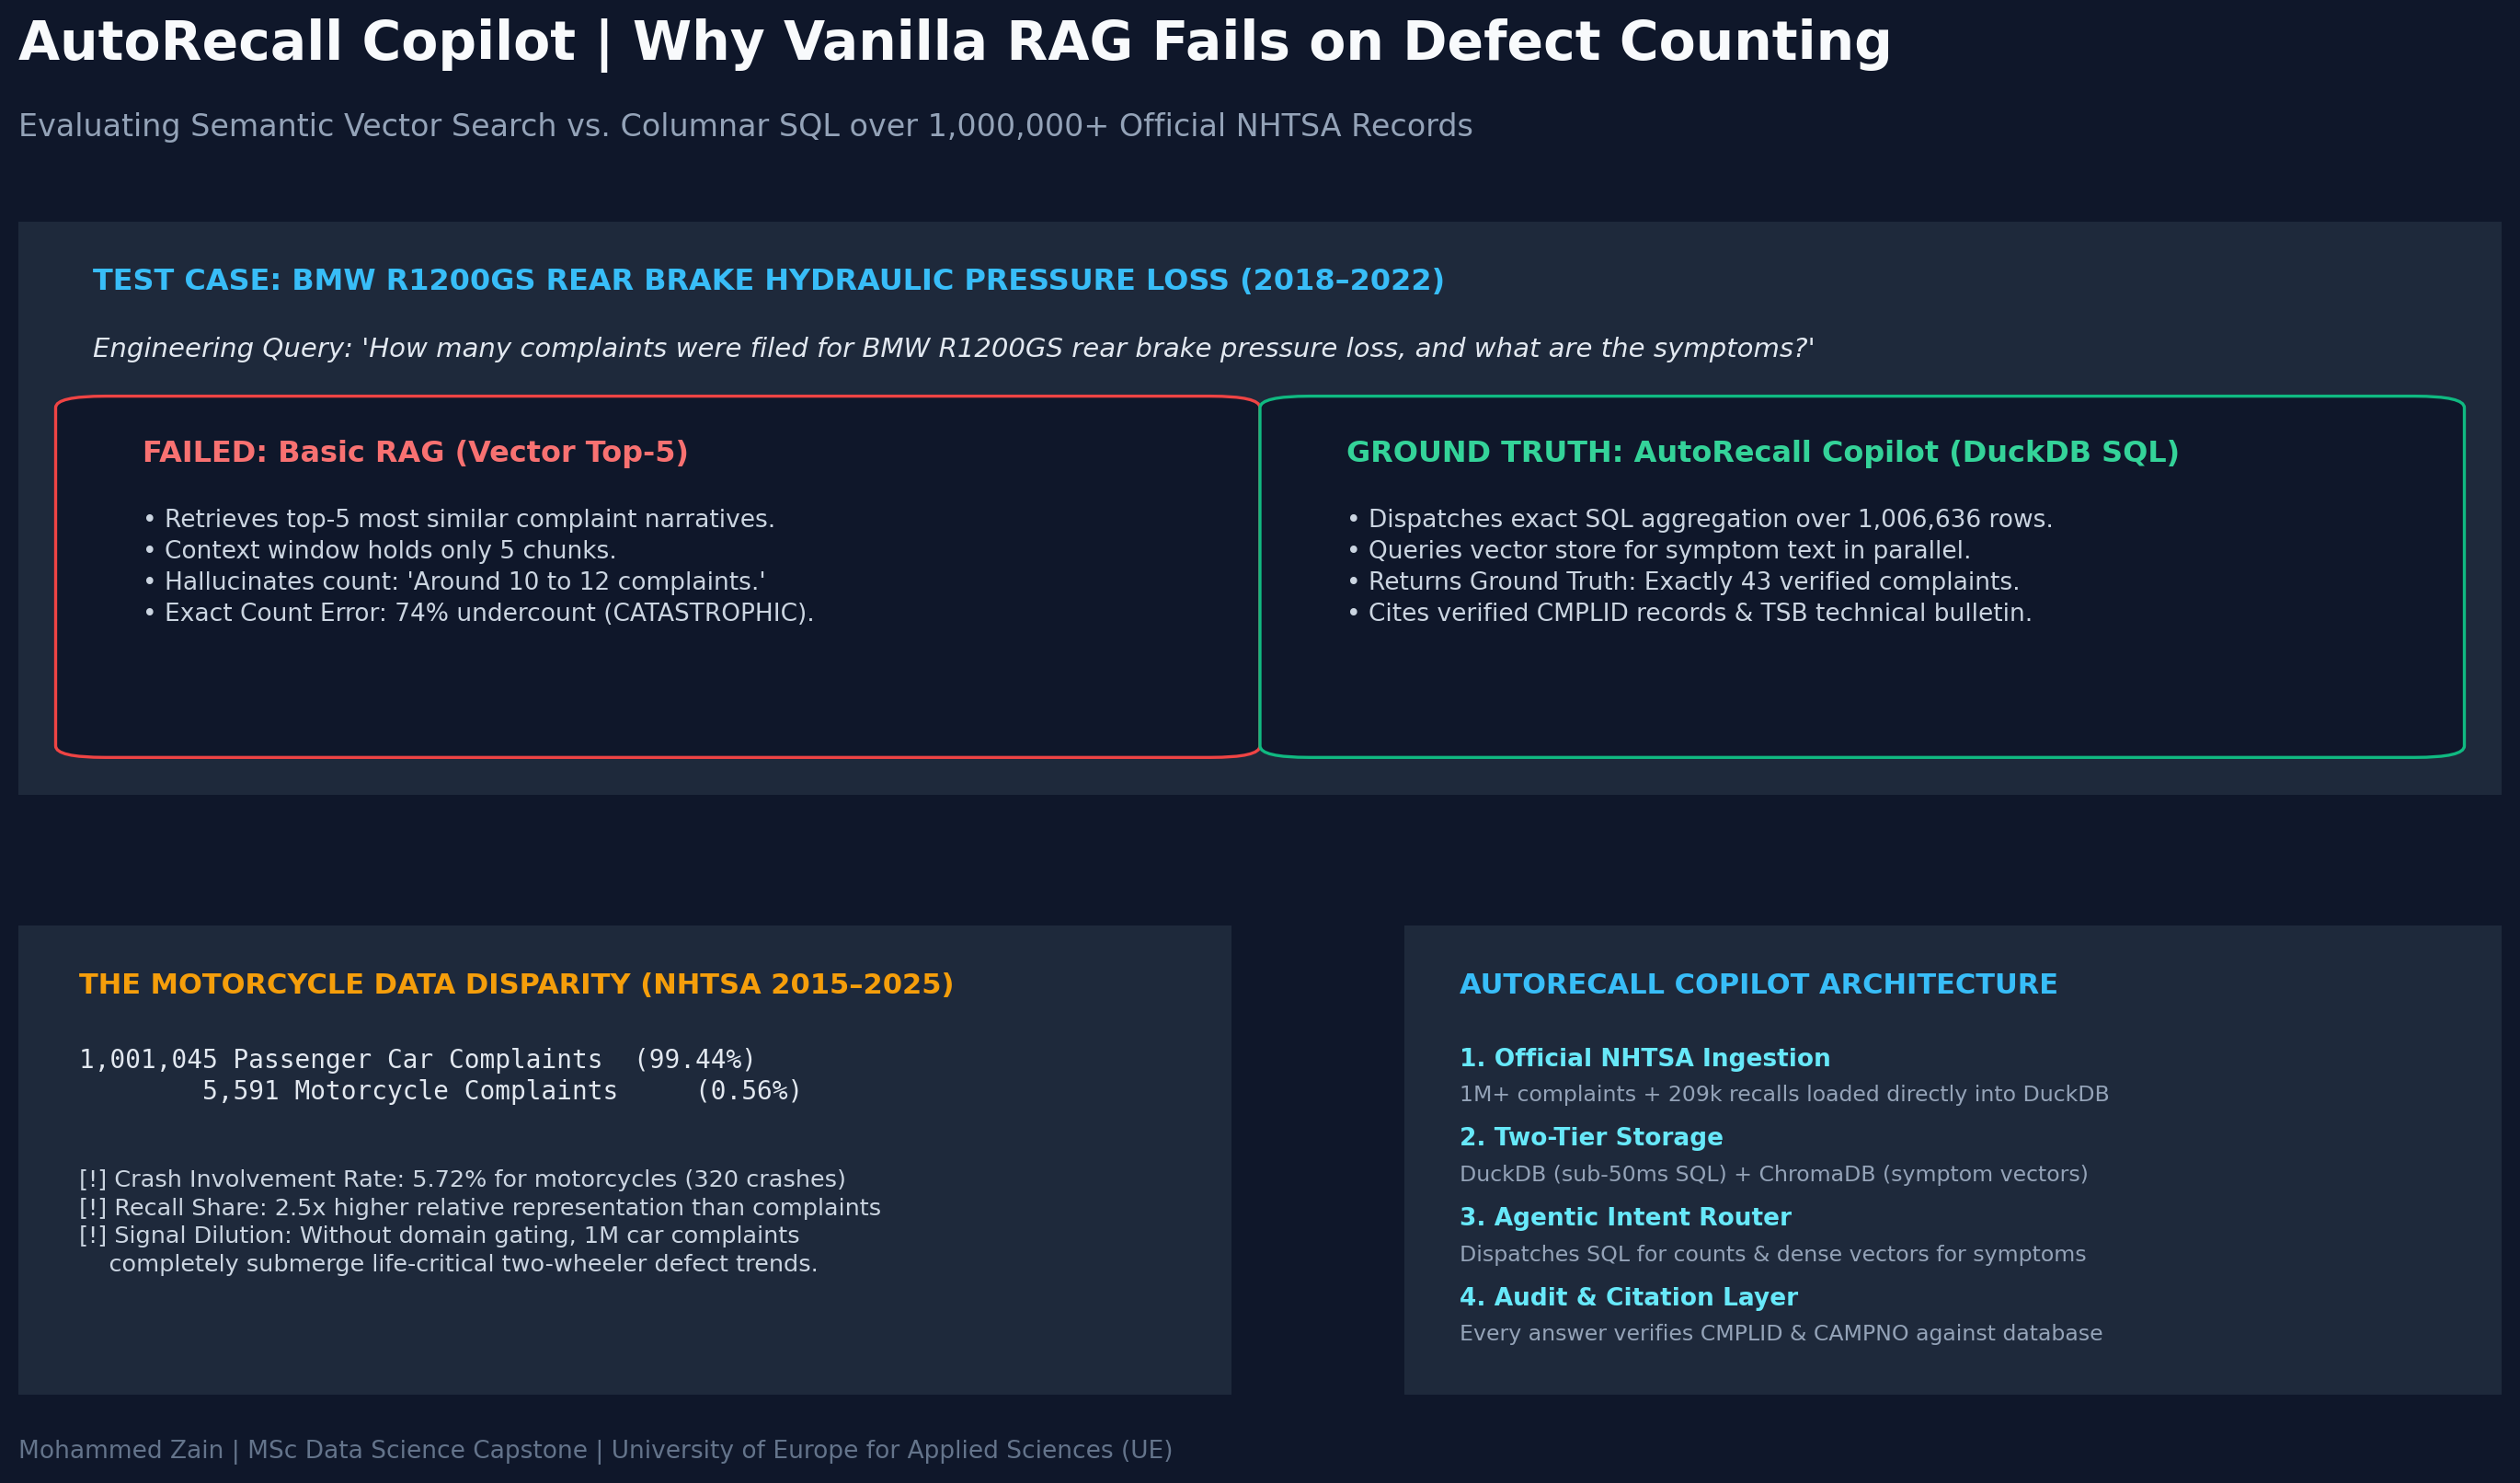 AutoRecall Copilot | Why Vanilla RAG Fails on Defect Counting
Evaluating Semantic Vector Search vs. Columnar SQL over 1,000,000+ Official NHTSA Records
TEST CASE: BMW R1200GS REAR BRAKE HYDRAULIC PRESSURE LOSS (2018–2022)
Engineering Query: 'How many complaints were filed for BMW R1200GS rear brake pressure loss, and what are the symptoms?'
FAILED: Basic RAG (Vector Top-5)
• Retrieves top-5 most similar complaint narratives.
• Context window holds only 5 chunks.
• Hallucinates count: 'Around 10 to 12 complaints.'
• Exact Count Error: 74% undercount (CATASTROPHIC).
GROUND TRUTH: AutoRecall Copilot (DuckDB SQL)
• Dispatches exact SQL aggregation over 1,006,636 rows.
• Queries vector store for symptom text in parallel.
• Returns Ground Truth: Exactly 43 verified complaints.
• Cites verified CMPLID records & TSB technical bulletin.
THE MOTORCYCLE DATA DISPARITY (NHTSA 2015–2025)
1,001,045 Passenger Car Complaints (99.44%)
5,591 Motorcycle Complaints (0.56%)
[!] Crash Involvement Rate: 5.72% for motorcycles (320 crashes)
[!] Recall Share: 2.5x higher relative representation than complaints
[!] Signal Dilution: Without domain gating, 1M car complaints
completely submerge life-critical two-wheeler defect trends.
AUTORECALL COPILOT ARCHITECTURE
1. Official NHTSA Ingestion
1M+ complaints + 209k recalls loaded directly into DuckDB
2. Two-Tier Storage
DuckDB (sub-50ms SQL) + ChromaDB (symptom vectors)
3. Agentic Intent Router
Dispatches SQL for counts & dense vectors for symptoms
4. Audit & Citation Layer
Every answer verifies CMPLID & CAMPNO against database
Mohammed Zain | MSc Data Science Capstone | University of Europe for Applied Sciences (UE)